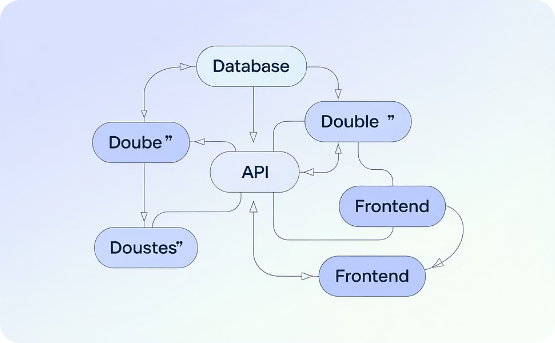 Database
Double ”
Doube ”
API
Frontend
Doustes”
Frontend